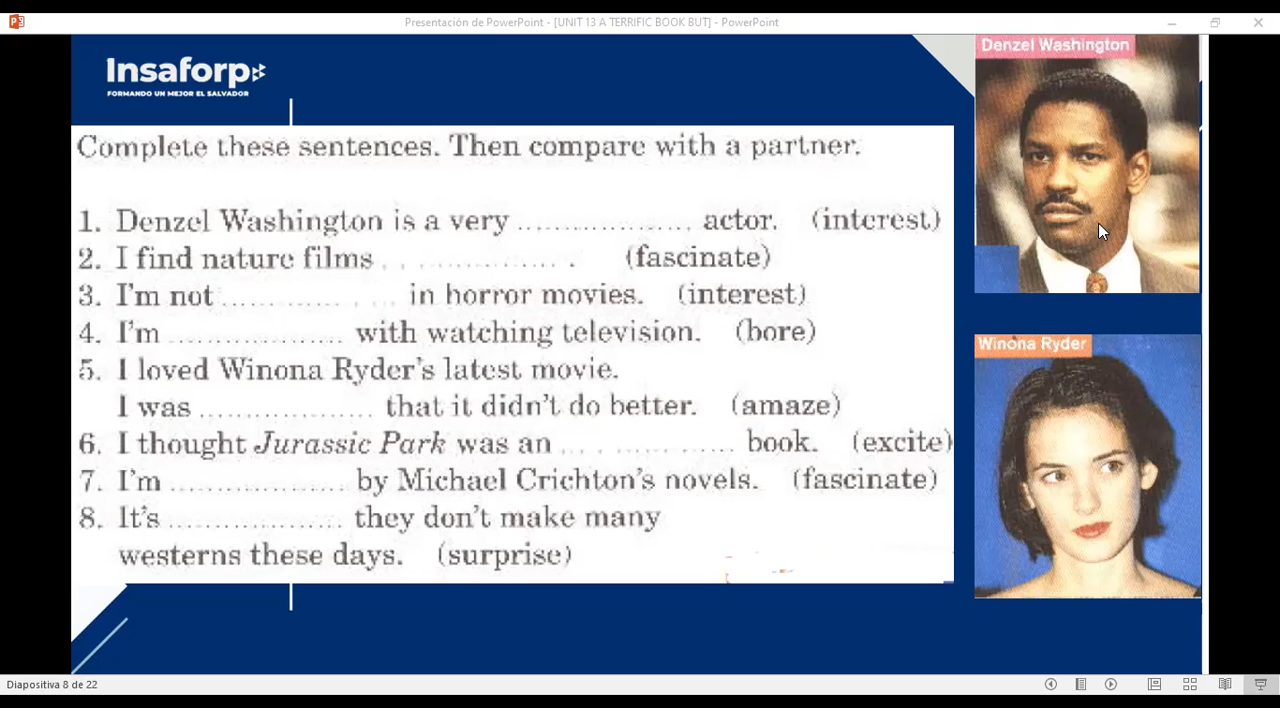 Presentación de PowerPoint - [UNIT 13 A TERRIFIC BOOK BUT] - PowerPoint
Insaforp
FORMANDO UN MEJOR EL SALVADOR
Complete these sentences. Then compare with a partner.
1. Denzel Washington is a very .................. actor. (interest)
2. I find nature films .................. . (fascinate)
3. I'm not .................. in horror movies. (interest)
4. I'm .................. with watching television. (bore)
5. I loved Winona Ryder's latest movie.
I was .................. that it didn't do better. (amaze)
6. I thought Jurassic Park was an .................. book. (excite)
7. I'm .................. by Michael Crichton's novels. (fascinate)
8. It's .................. they don't make many
westerns these days. (surprise)
Denzel Washington
Winona Ryder
Diapositiva 8 de 22